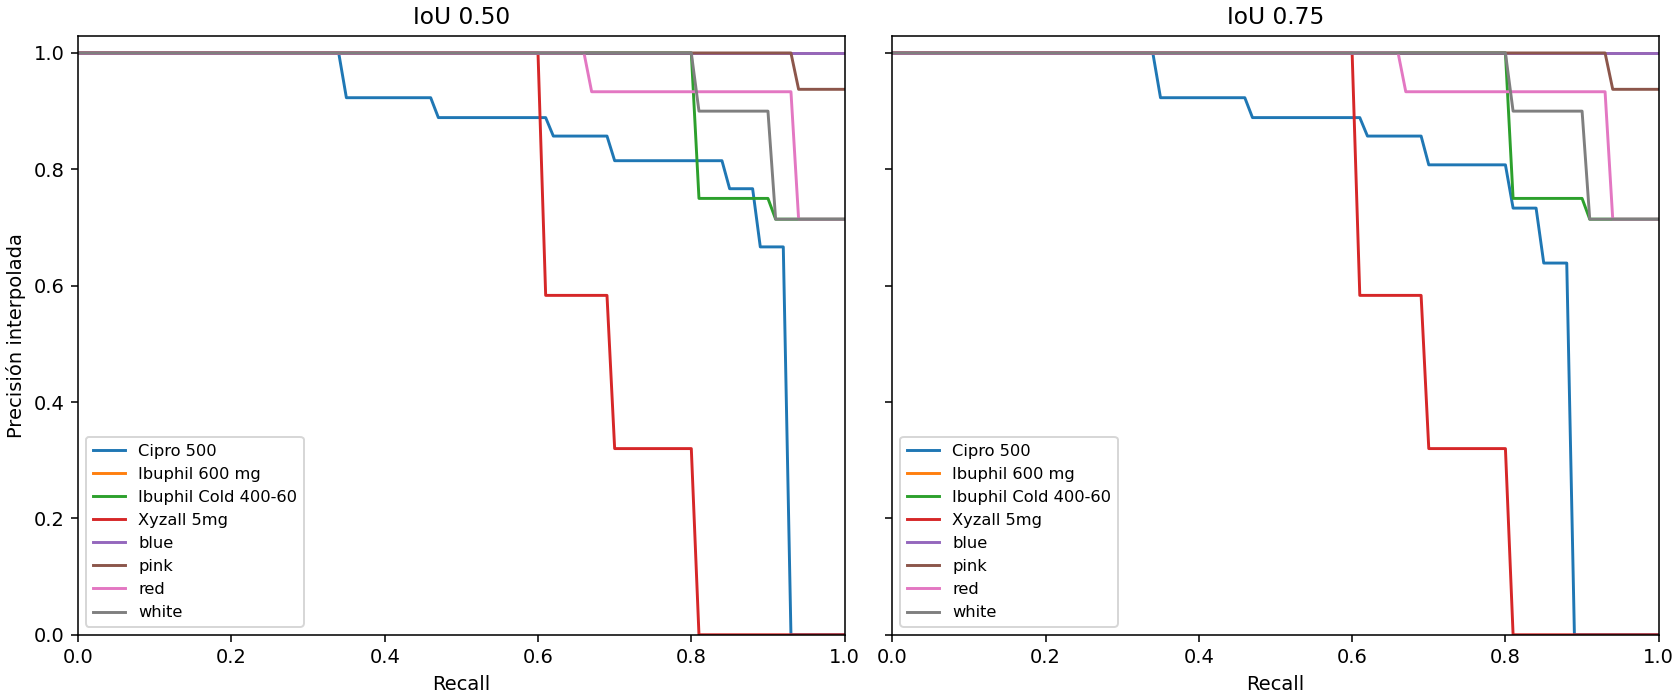 IoU 0.50
1.0
0.8
0.6
0.4
0.2
0.0
Precisión interpolada
Cipro 500
Ibuphil 600 mg
Ibuphil Cold 400-60
Xyzall 5mg
blue
pink
red
white
0.0 0.2 0.4 0.6 0.8 1.0
Recall
IoU 0.75
Cipro 500
Ibuphil 600 mg
Ibuphil Cold 400-60
Xyzall 5mg
blue
pink
red
white
0.0 0.2 0.4 0.6 0.8 1.0
Recall